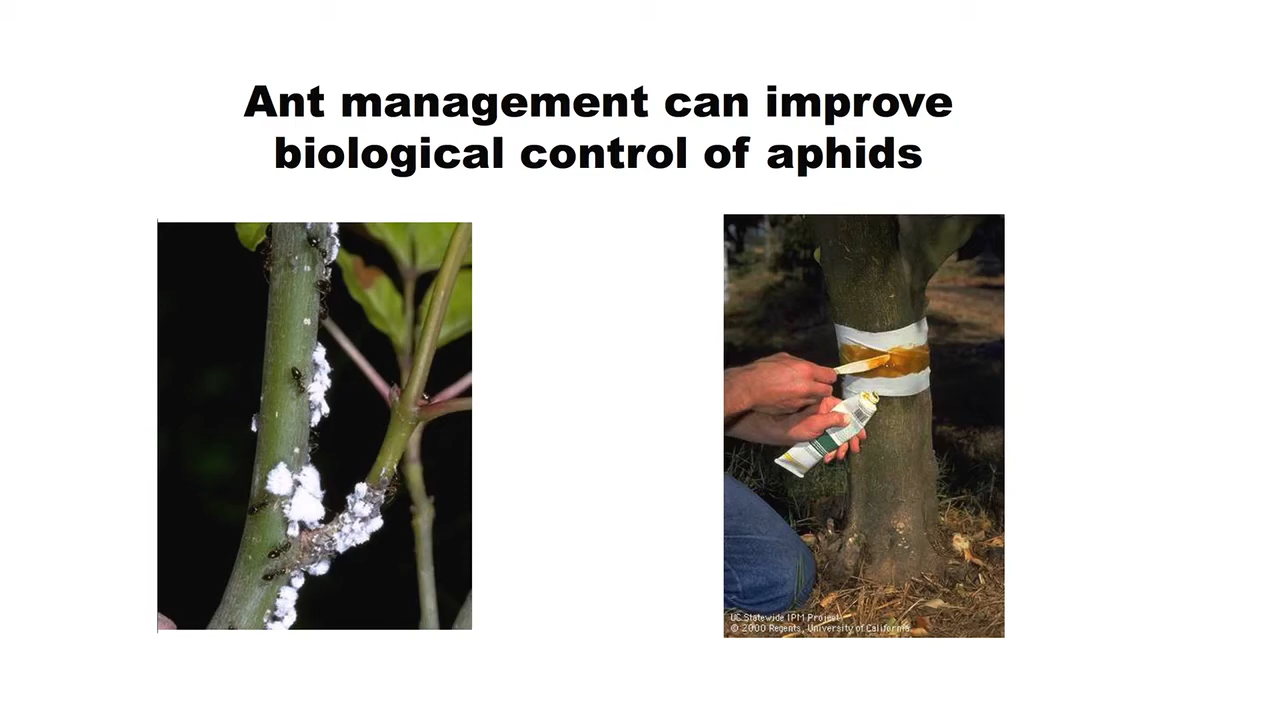 Ant management can improve
biological control of aphids
UC Statewide IPM Project
© 2000 Regents, University of California